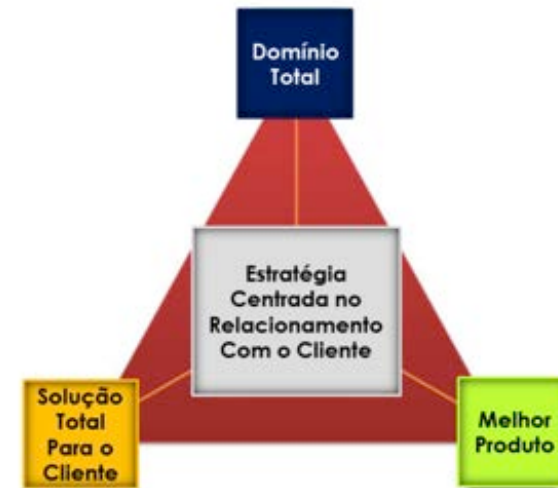 Domínio
Total
Estratégia
Centrada no
Relacionamento
Com o Cliente
Solução
Total
Para o
Cliente
Melhor
Produto